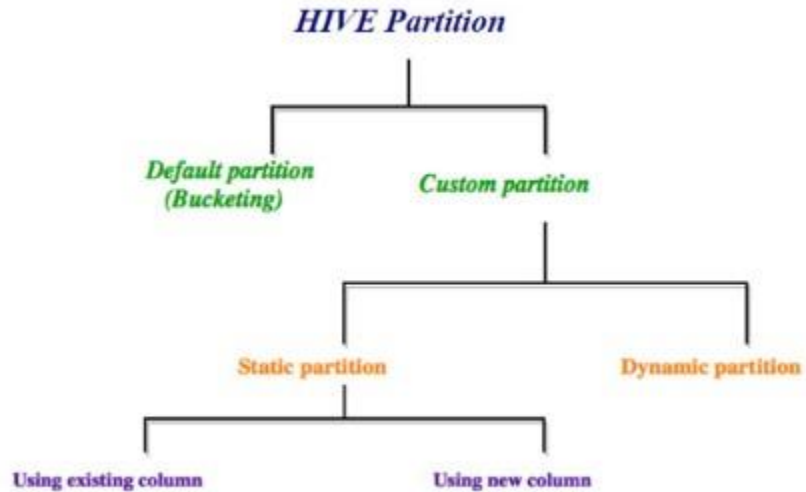 HIVE Partition
Default partition
(Bucketing)
Custom partition
Static partition
Dynamic partition
Using existing column
Using new column